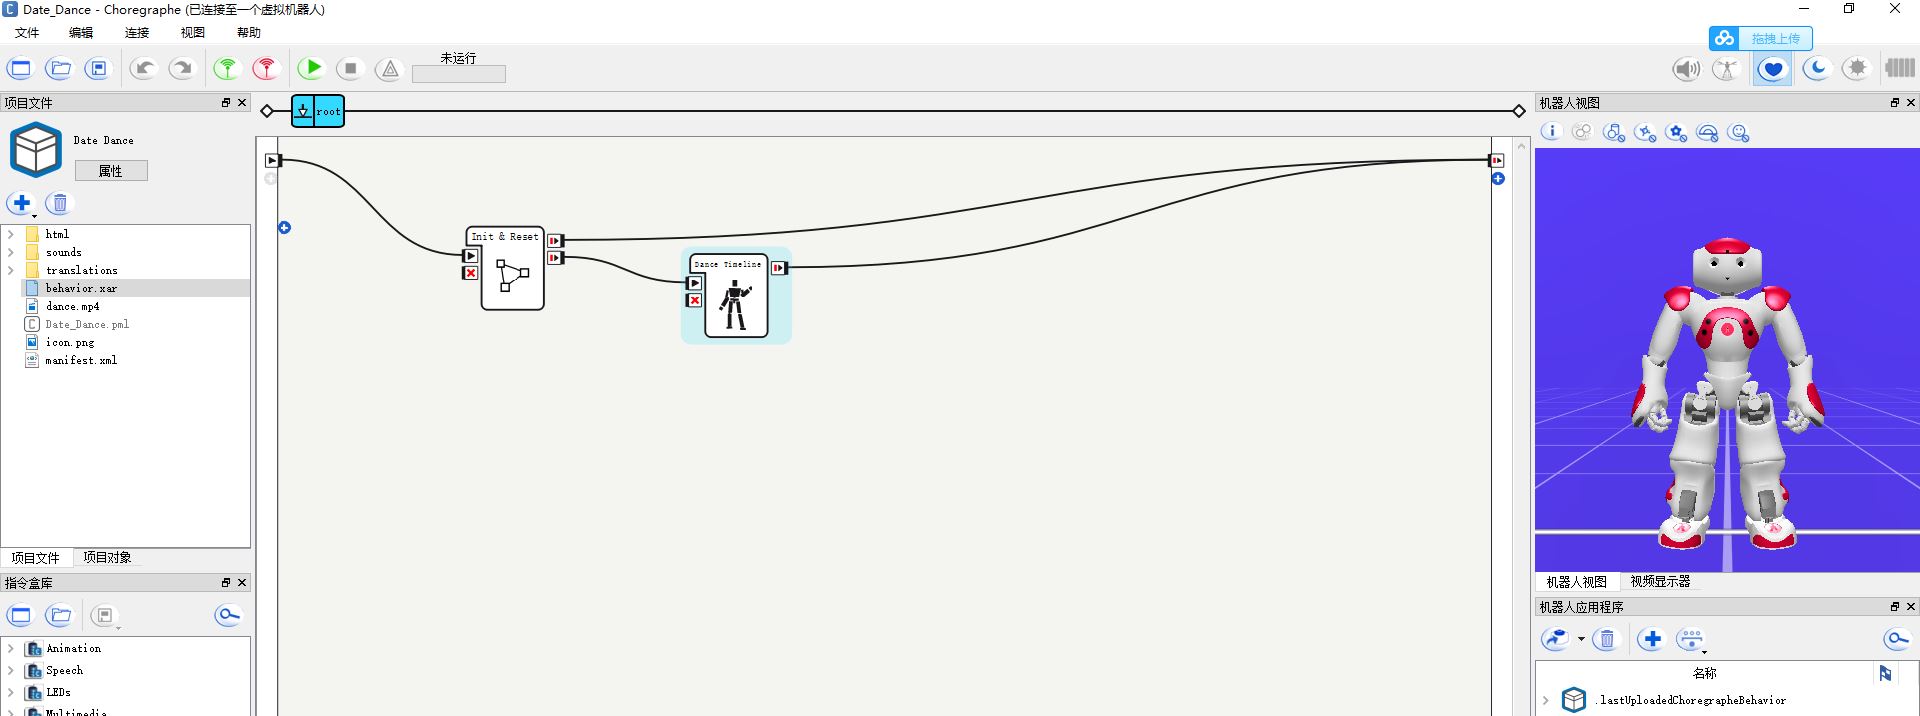 Date_Dance - Choregraphe (已连接至一个虚拟机器人)
文件 编辑 连接 视图 帮助
拖拽上传
未运行
项目文件
root
机器人视图
Date Dance
属性
Init & Reset
Dance Timeline
html
sounds
translations
behavior.xar
dance.mp4
Date_Dance.pml
icon.png
manifest.xml
项目文件 项目对象
指令盒库
Animation
Speech
LEDs
Multimedia
机器人视图 视频显示器
机器人应用程序
名称
.lastUploadedChoregrapheBehavior